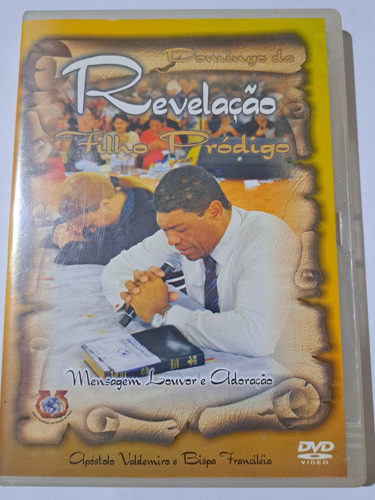 Domingo da
Revelação
Filho Pródigo
Mensagem Louvor e Adoração
Apóstolo Valdemiro e Bispa Franciléia
DVD
VIDEO